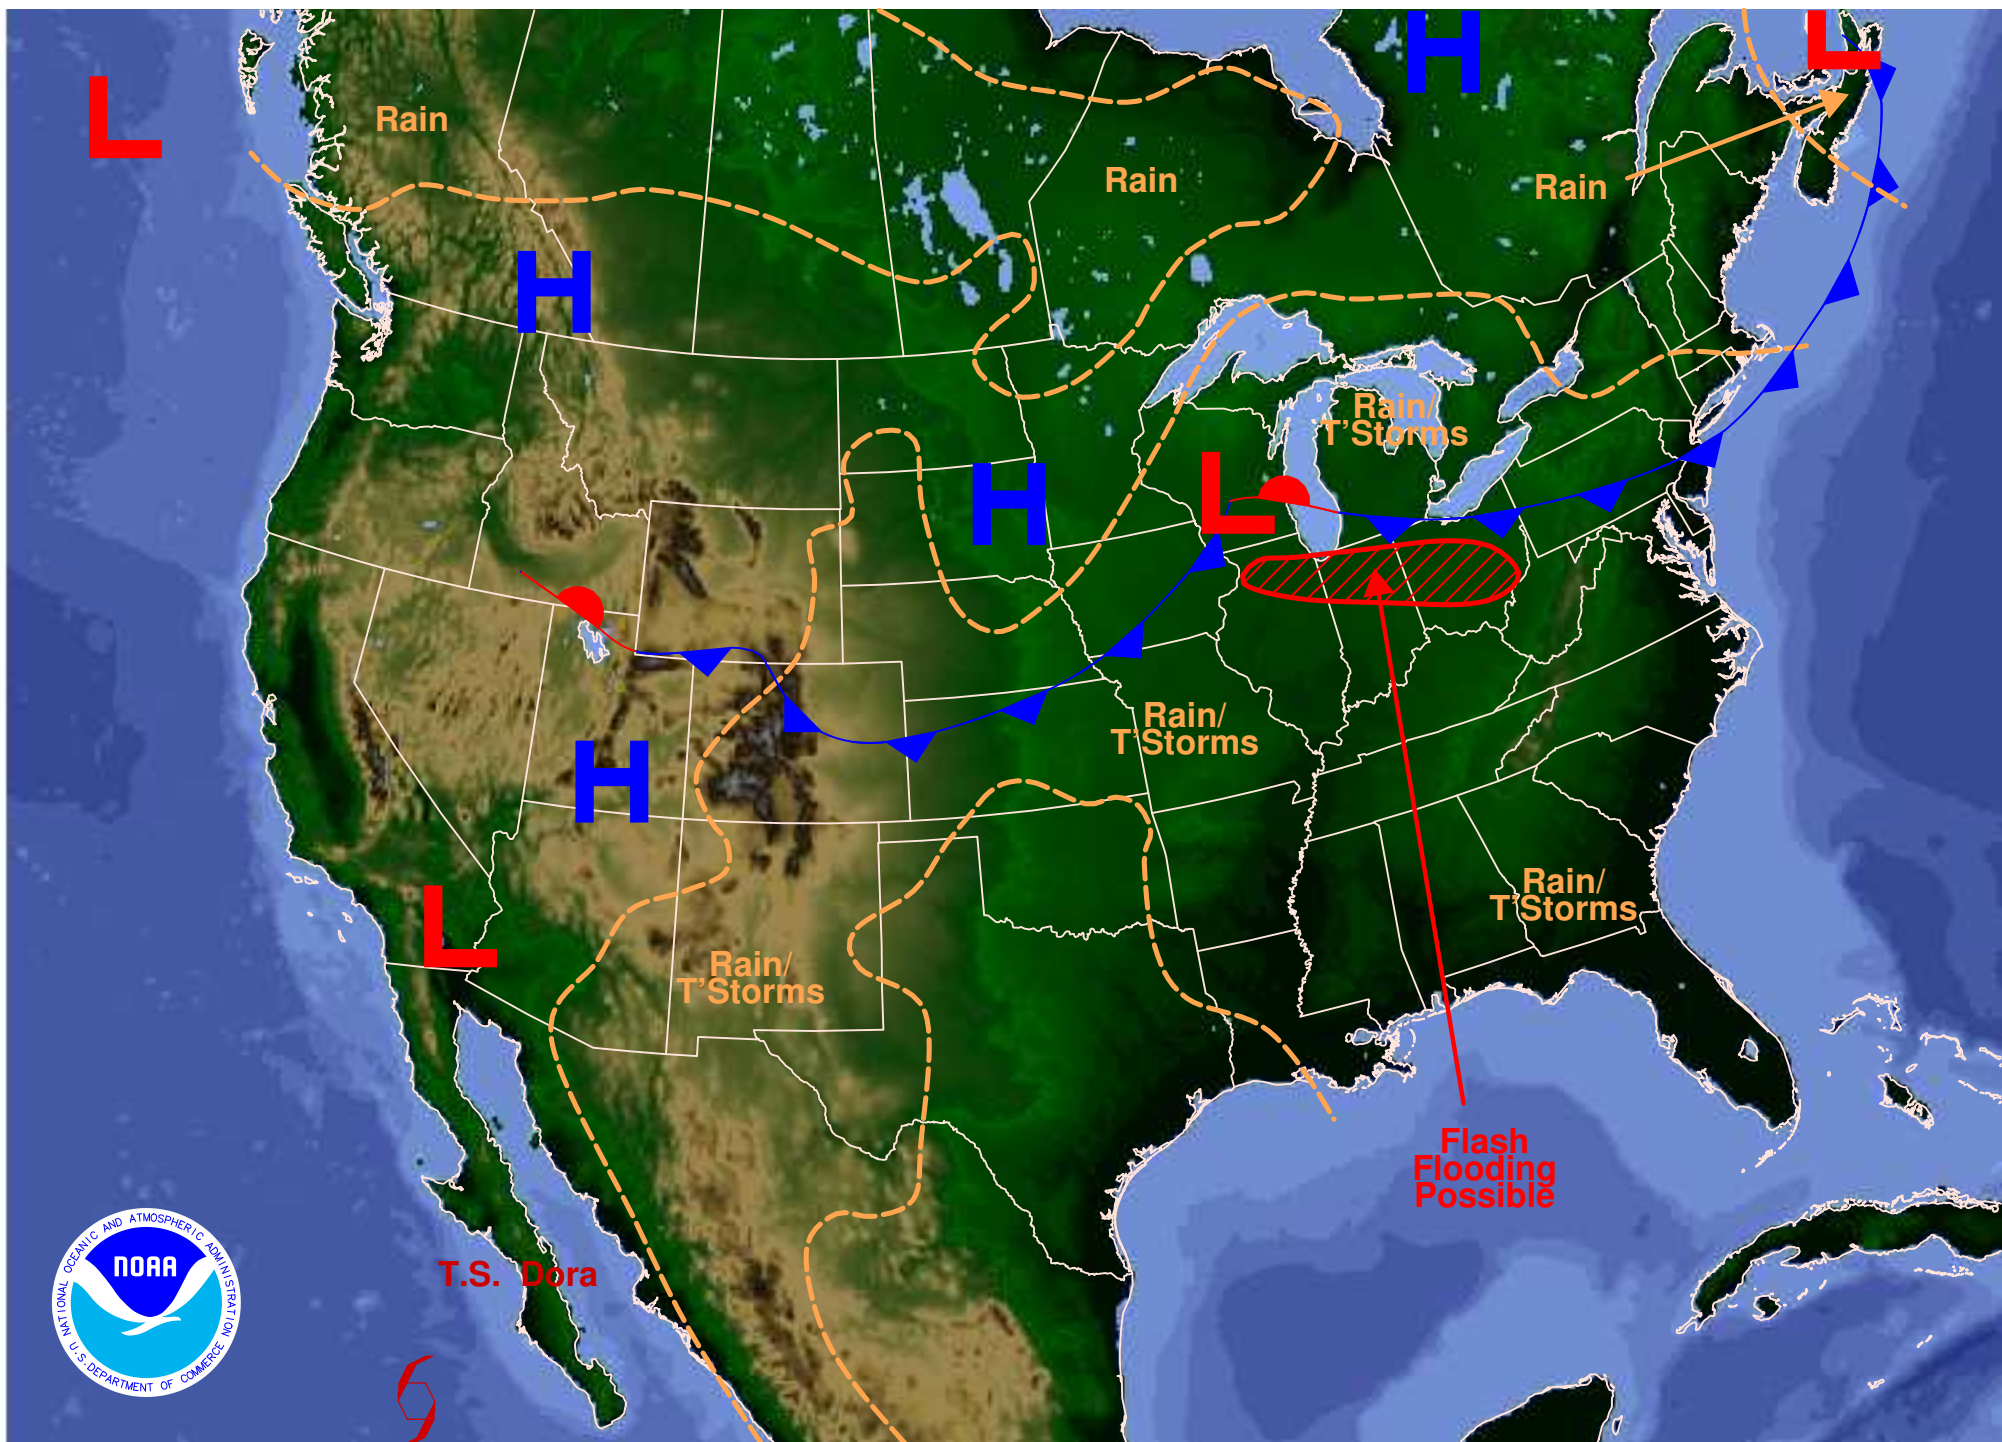 L
H
L
Rain
Rain
Rain
H
Rain/
T'Storms
H
L
Rain/
T'Storms
H
Rain/
T'Storms
L
Rain/
T'Storms
Flash
Flooding
Possible
T.S. Dora
NATIONAL OCEANIC AND ATMOSPHERIC ADMINISTRATION
NOAA
U.S. DEPARTMENT OF COMMERCE